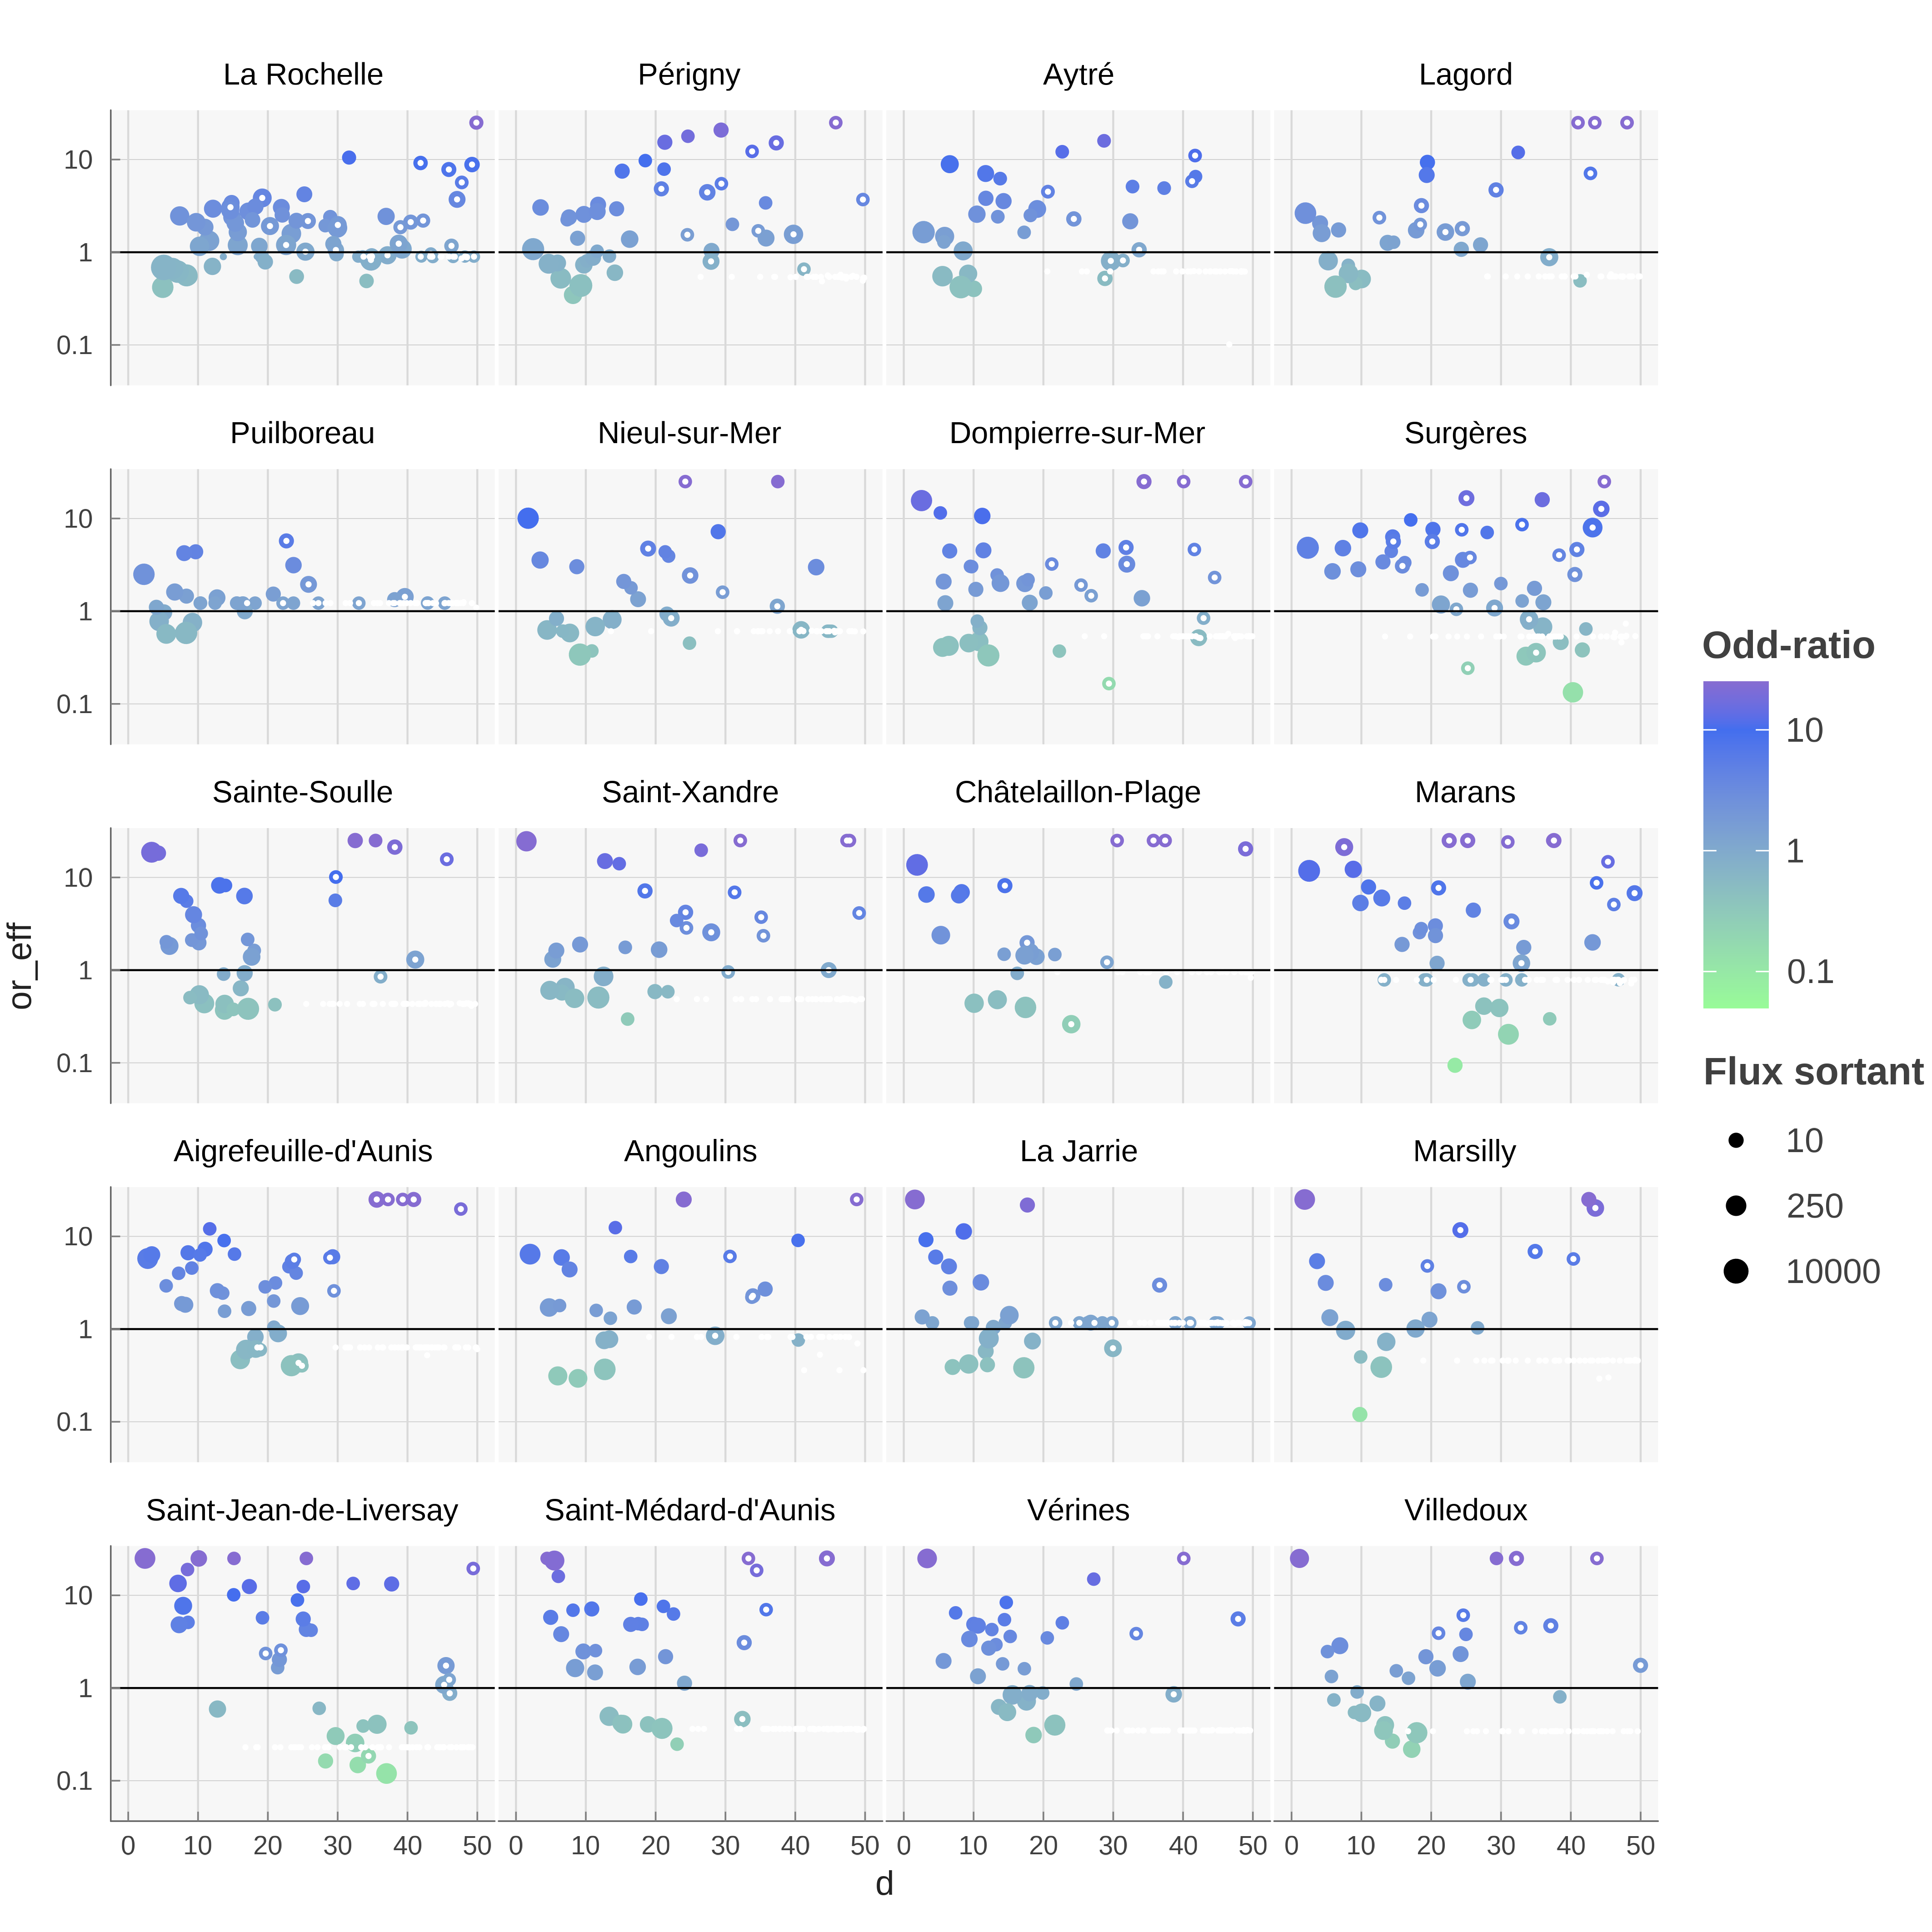 La Rochelle Périgny Aytré Lagord
10
1
0.1
Puilboreau Nieul-sur-Mer Dompierre-sur-Mer Surgères
10
1
0.1
Sainte-Soulle Saint-Xandre Châtelaillon-Plage Marans
10
1
0.1
Aigrefeuille-d'Aunis Angoulins La Jarrie Marsilly
10
1
0.1
Saint-Jean-de-Liversay Saint-Médard-d'Aunis Vérines Villedoux
10
1
0.1
0 10 20 30 40 50 0 10 20 30 40 50 0 10 20 30 40 50 0 10 20 30 40 50
d
or_eff
Odd-ratio
10
1
0.1
Flux sortant
10
250
10000